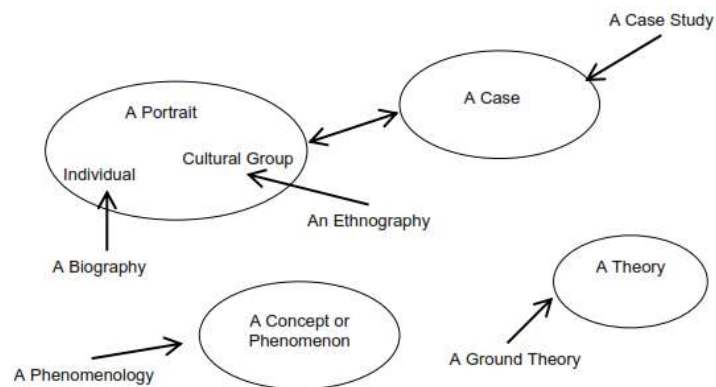 A Case Study
A Case
A Portrait
Cultural Group
Individual
An Ethnography
A Biography
A Theory
A Concept or
Phenomenon
A Ground Theory
A Phenomenology